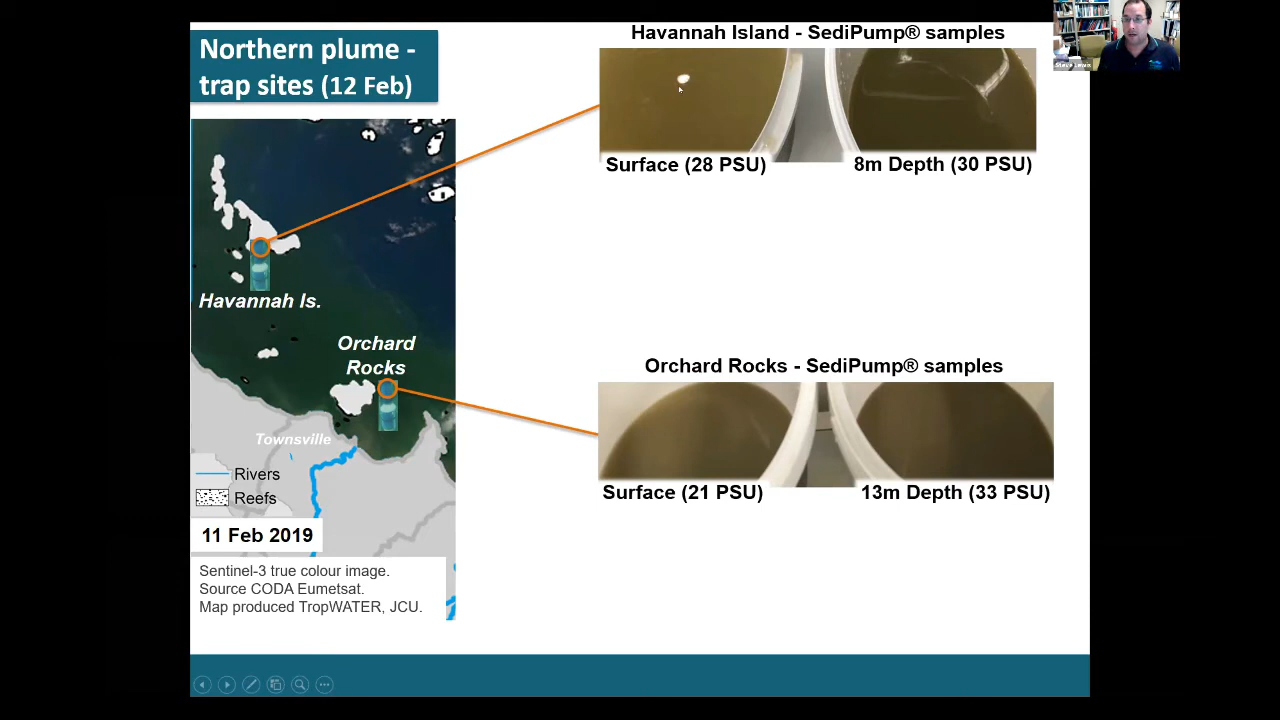 Northern plume -
trap sites (12 Feb)
Havannah Island - SediPump® samples
Steve Lewis
Surface (28 PSU)
8m Depth (30 PSU)
Havannah Is.
Orchard
Rocks
Orchard Rocks - SediPump® samples
Surface (21 PSU)
13m Depth (33 PSU)
Townsville
Rivers
Reefs
11 Feb 2019
Sentinel-3 true colour image.
Source CODA Eumetsat.
Map produced TropWATER, JCU.